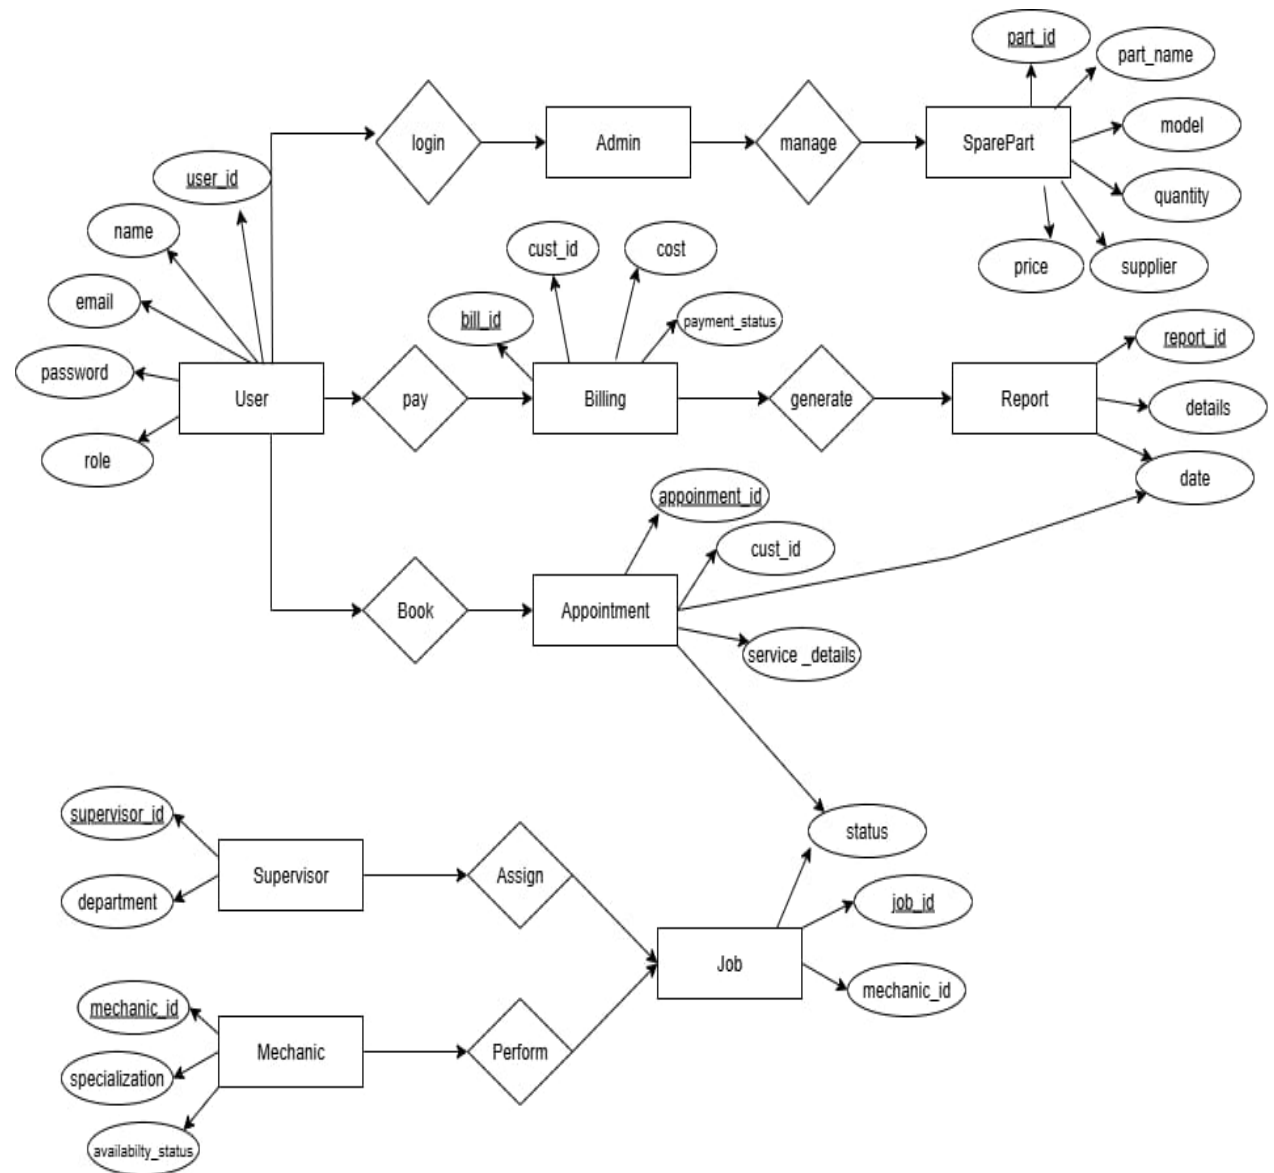 part_id
part_name
login
Admin
manage
SparePart
model
user_id
quantity
name
cust_id
cost
price
supplier
email
bill_id
payment_status
report_id
password
User
pay
Billing
generate
Report
details
role
date
appoinment_id
cust_id
Book
Appointment
service _details
supervisor_id
status
Supervisor
Assign
department
job_id
Job
mechanic_id
mechanic_id
Mechanic
Perform
specialization
availabilty_status